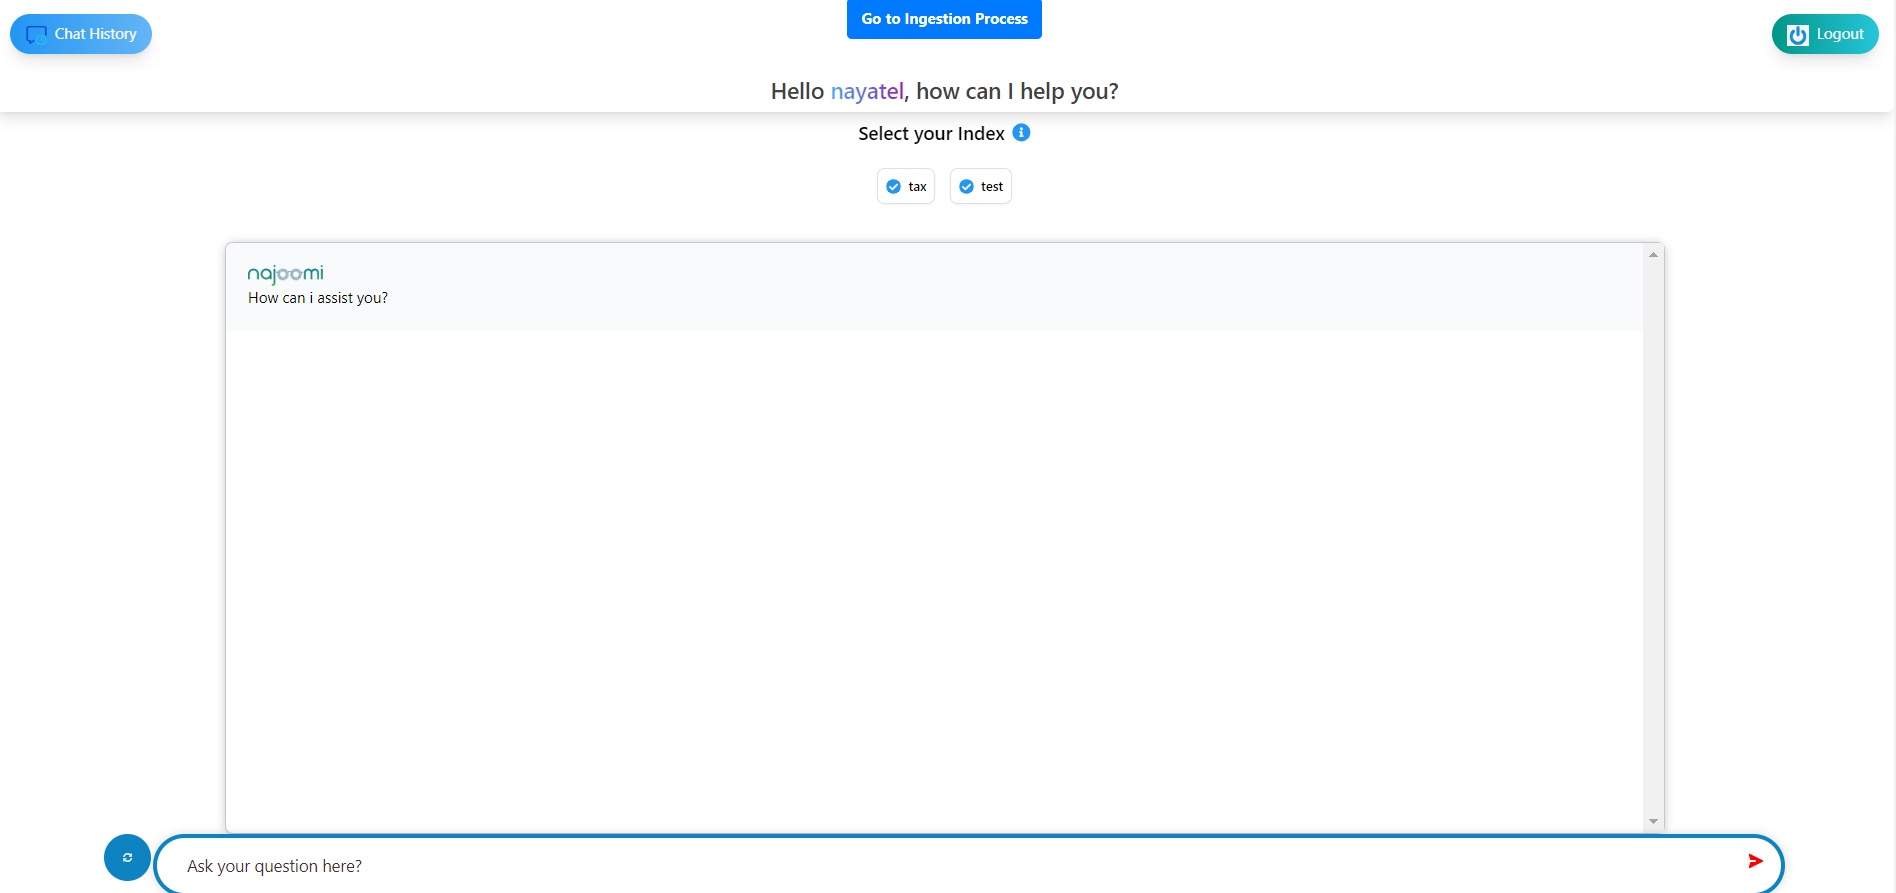 Chat History
Go to Ingestion Process
Logout
Hello nayatel, how can I help you?
Select your Index
tax
test
najoomi
How can i assist you?
Ask your question here?